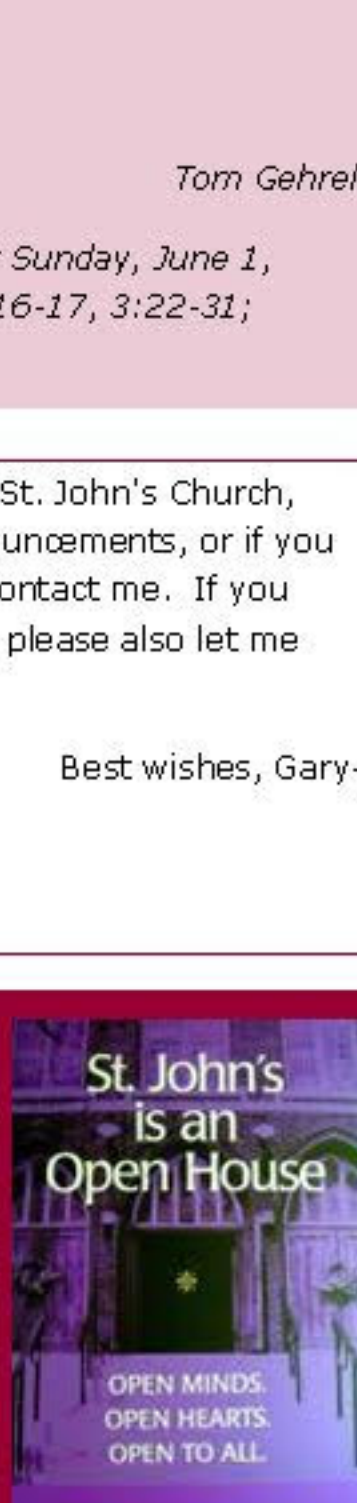 Tom Gehrel
Sunday, June 1,
16-17, 3:22-31;
St. John's Church,
uncements, or if you
ontact me. If you
please also let me
Best wishes, Gary-
St. John's
is an
Open House
OPEN MINDS.
OPEN HEARTS.
OPEN TO ALL.